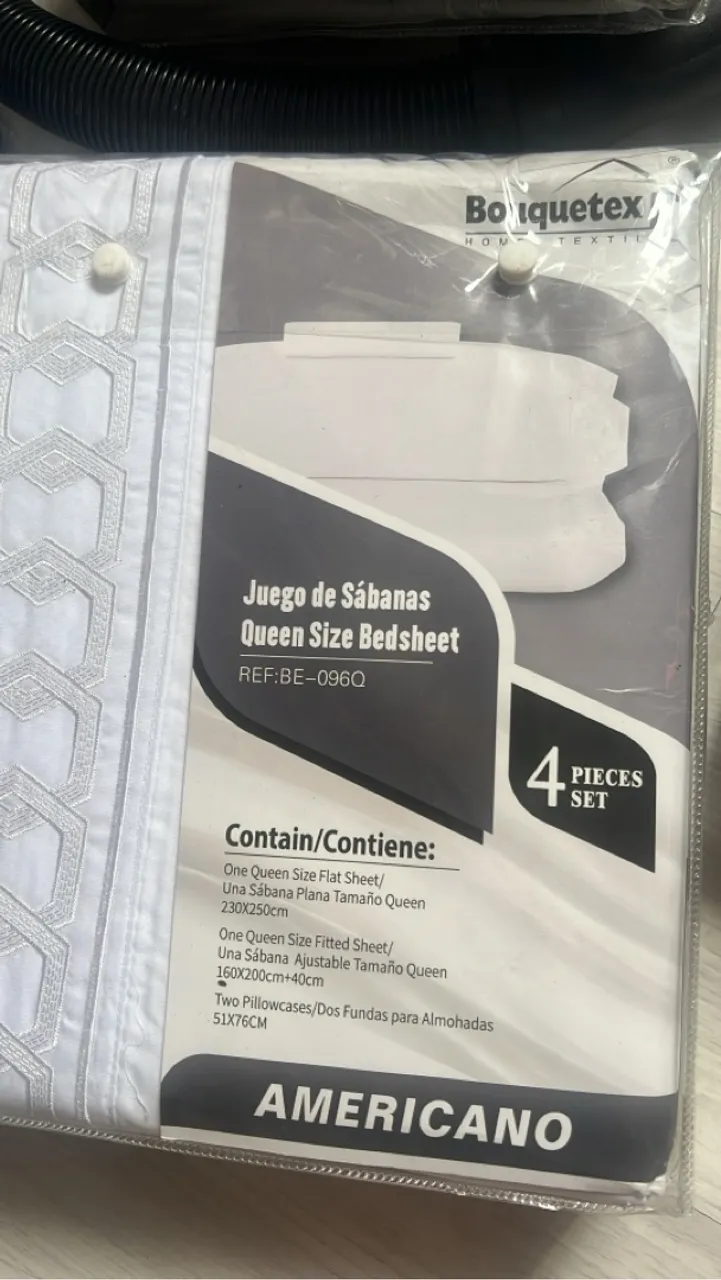 Bouquetex
HOME TEXTIL
Juego de Sábanas
Queen Size Bedsheet
REF:BE-096Q
4 PIECES
SET
Contain/Contiene:
One Queen Size Flat Sheet/
Una Sábana Plana Tamaño Queen
230X250cm
One Queen Size Fitted Sheet/
Una Sábana Ajustable Tamaño Queen
160X200cm+40cm
Two Pillowcases/Dos Fundas para Almohadas
51X76CM
AMERICANO